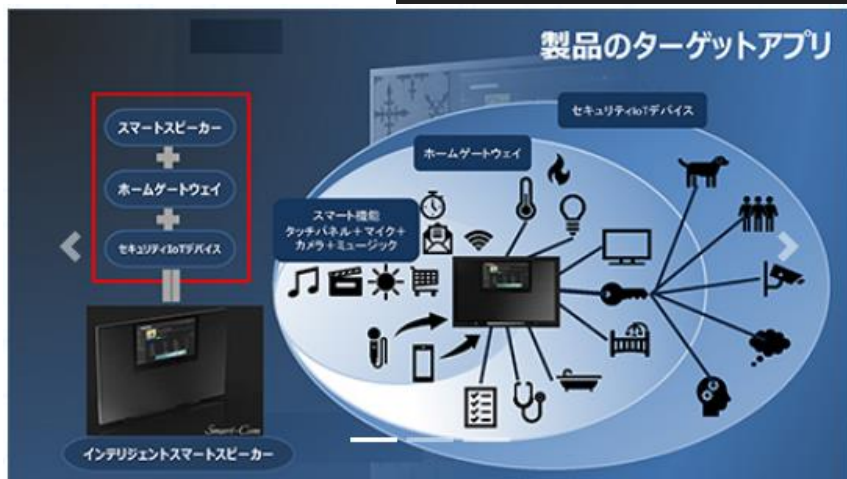 製品のターゲットアプリ
スマートスピーカー
ホームゲートウェイ
セキュリティIoTデバイス
インテリジェントスマートスピーカー
Smart-Com
セキュリティIoTデバイス
ホームゲートウェイ
スマート機能
タッチパネル＋マイク＋
カメラ＋ミュージック